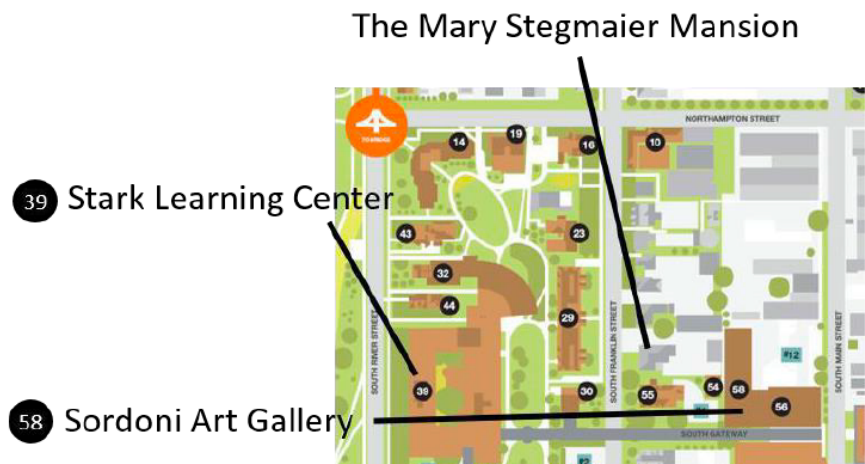 The Mary Stegmaier Mansion
NORTHAMPTON STREET
14
19
16
10
39 Stark Learning Center
43
23
32
44
29
SOUTH RIVER STREET
SOUTH FRANKLIN STREET
SOUTH MAIN STREET
#12
39
30
55
54
58
56
58 Sordoni Art Gallery
SOUTH GATEWAY
#2